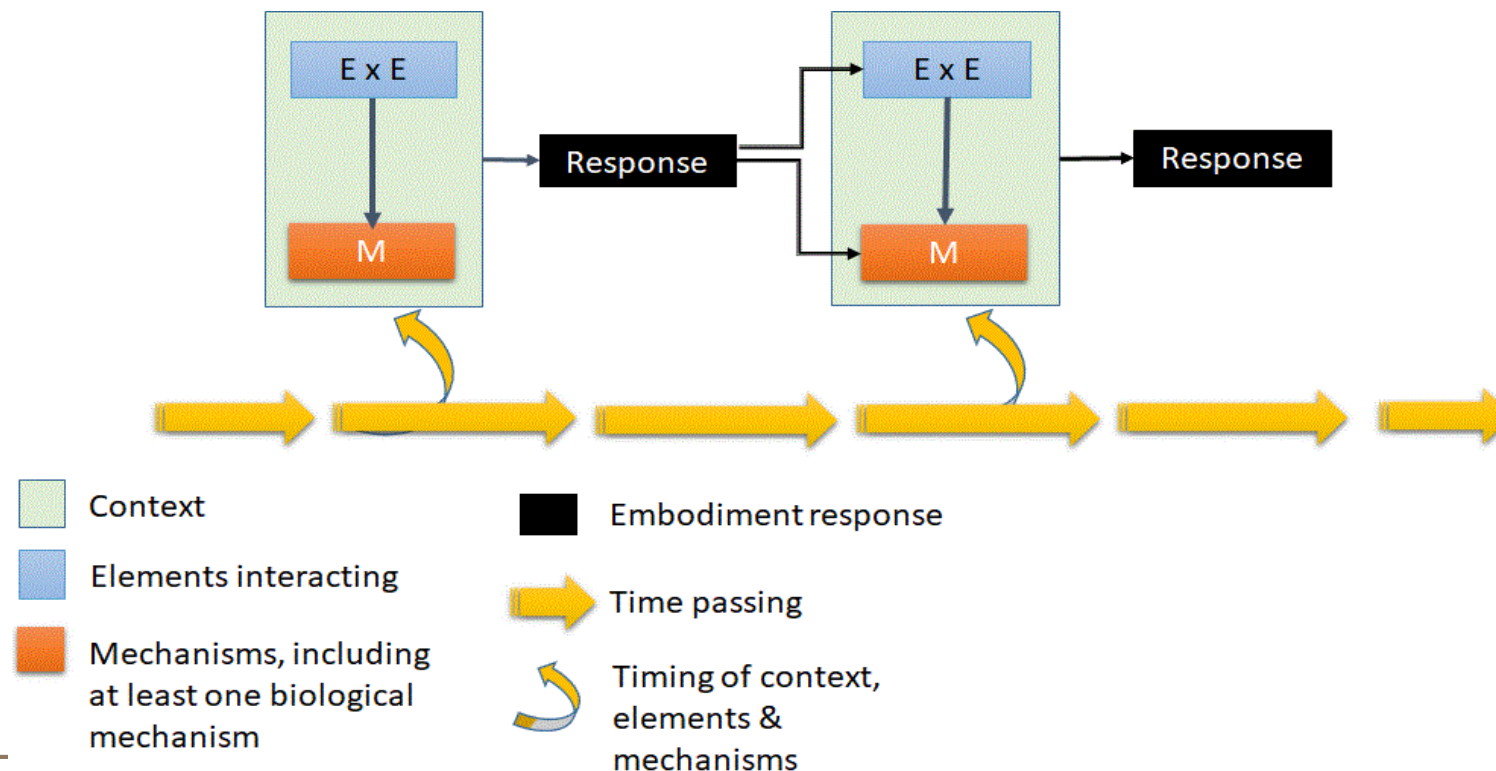 E x E
M
Response
E x E
M
Response
Context
Elements interacting
Mechanisms, including
at least one biological
mechanism
Embodiment response
Time passing
Timing of context,
elements &
mechanisms